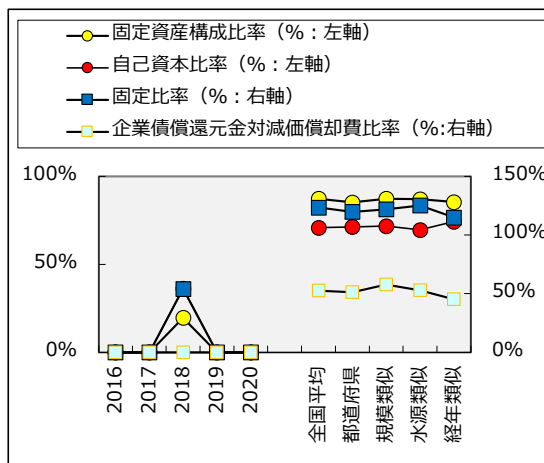 固定資産構成比率（%：左軸）
自己資本比率（%：左軸）
固定比率（%：右軸）
企業債償還元金対減価償却費比率（%:右軸）
100%
50%
0%
150%
100%
50%
0%
2016
2017
2018
2019
2020
全国平均
都道府県
規模類似
水源類似
経年類似